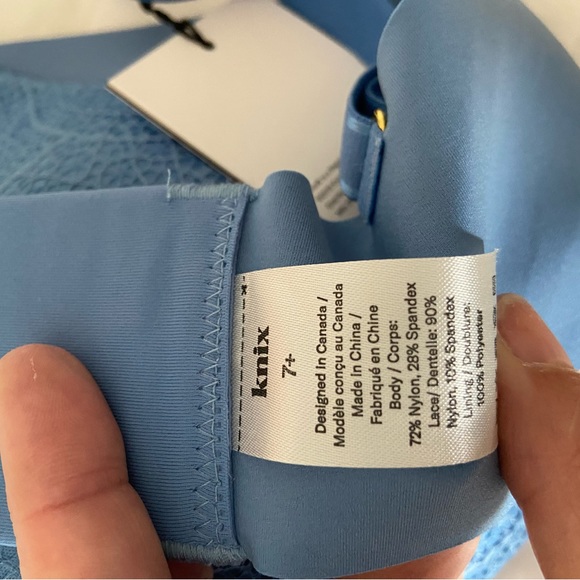 knix
7+
Designed in Canada /
Modèle conçu au Canada
Made in China /
Fabriqué en Chine
Body / Corps:
72% Nylon, 28% Spandex
Lace/ Dentelle: 90%
Nylon, 10% Spandex
Lining / Doublure:
100% Polyester